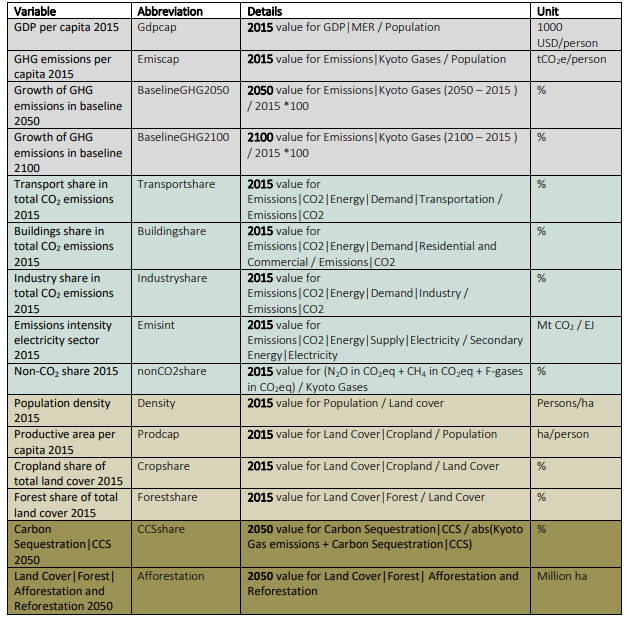 Variable Abbreviation Details Unit
GDP per capita 2015 Gdpcap 2015 value for GDP|MER / Population 1000
USD/person
GHG emissions per Emiscap 2015 value for Emissions|Kyoto Gases / Population tCO₂e/person
capita 2015
Growth of GHG BaselineGHG2050 2050 value for Emissions|Kyoto Gases (2050 – 2015 ) %
emissions in baseline / 2015 *100
2050
Growth of GHG BaselineGHG2100 2100 value for Emissions|Kyoto Gases (2100 – 2015 ) %
emissions in baseline / 2015 *100
2100
Transport share in Transportshare 2015 value for %
total CO₂ emissions Emissions|CO2|Energy|Demand|Transportation /
2015 Emissions|CO2
Buildings share in Buildingshare 2015 value for %
total CO₂ emissions Emissions|CO2|Energy|Demand|Residential and
2015 Commercial / Emissions|CO2
Industry share in Industryshare 2015 value for %
total CO₂ emissions Emissions|CO2|Energy|Demand|Industry /
2015 Emissions|CO2
Emissions intensity Emisint 2015 value for Mt CO₂ / EJ
electricity sector Emissions|CO2|Energy|Supply|Electricity / Secondary
2015 Energy|Electricity
Non-CO₂ share 2015 nonCO2share 2015 value for (N₂O in CO₂eq + CH₄ in CO₂eq + F-gases %
in CO₂eq) / Kyoto Gases
Population density Density 2015 value for Population / Land cover Persons/ha
2015
Productive area per Prodcap 2015 value for Land Cover|Cropland / Population ha/person
capita 2015
Cropland share of Cropshare 2015 value for Land Cover|Cropland / Land Cover %
total land cover 2015
Forest share of total Forestshare 2015 value for Land Cover|Forest / Land Cover %
land cover 2015
Carbon CCSshare 2050 value for Carbon Sequestration|CCS / abs(Kyoto %
Sequestration|CCS Gas emissions + Carbon Sequestration|CCS)
2050
Land Cover|Forest| Afforestation 2050 value for Land Cover|Forest| Afforestation and Million ha
Afforestation and Reforestation
Reforestation 2050